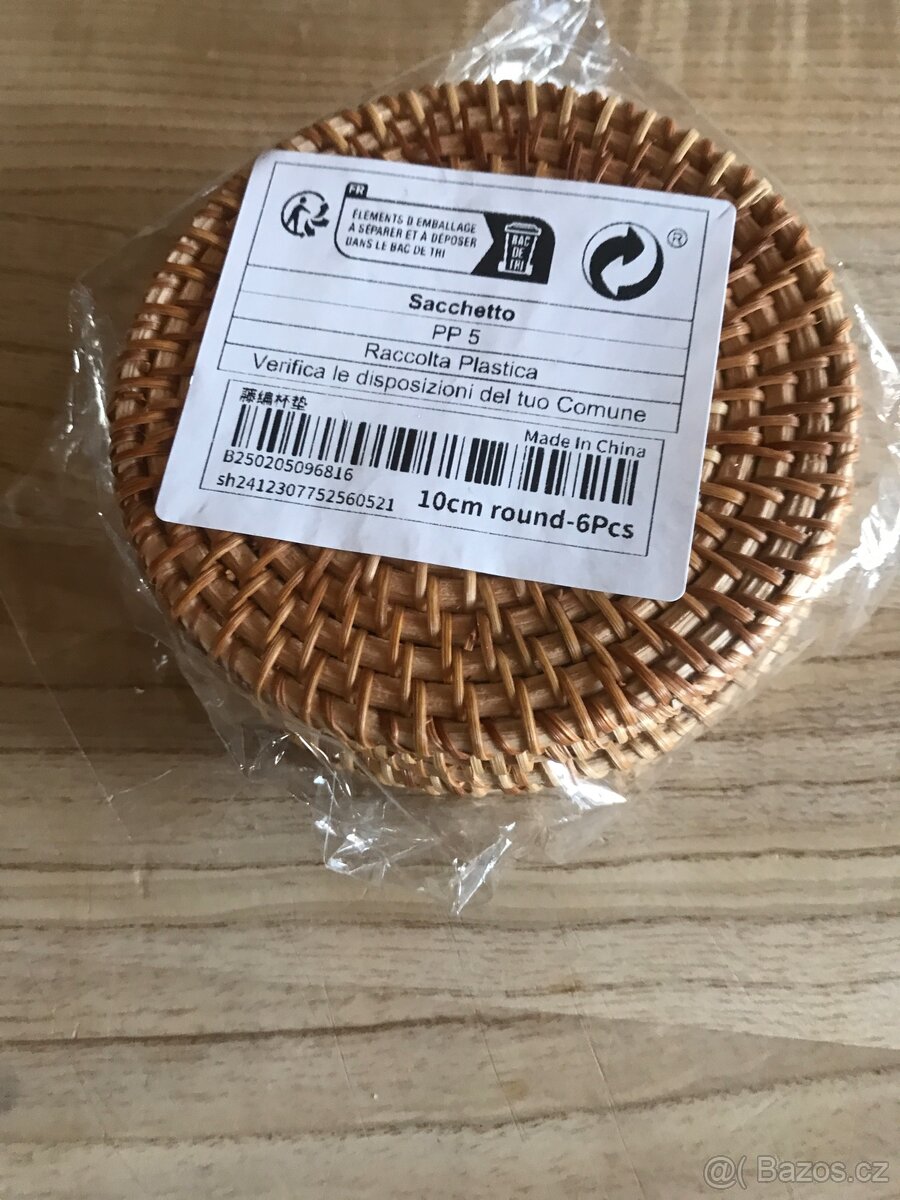 FR
ÉLÉMENTS D'EMBALLAGE
À SÉPARER ET À DÉPOSER
DANS LE BAC DE TRI
BAC
DE
TRI
®
Sacchetto
PP 5
Raccolta Plastica
Verifica le disposizioni del tuo Comune
藤编杯垫
Made In China
B250205096816
sh2412307752560521
10cm round-6Pcs
@( Bazos.cz